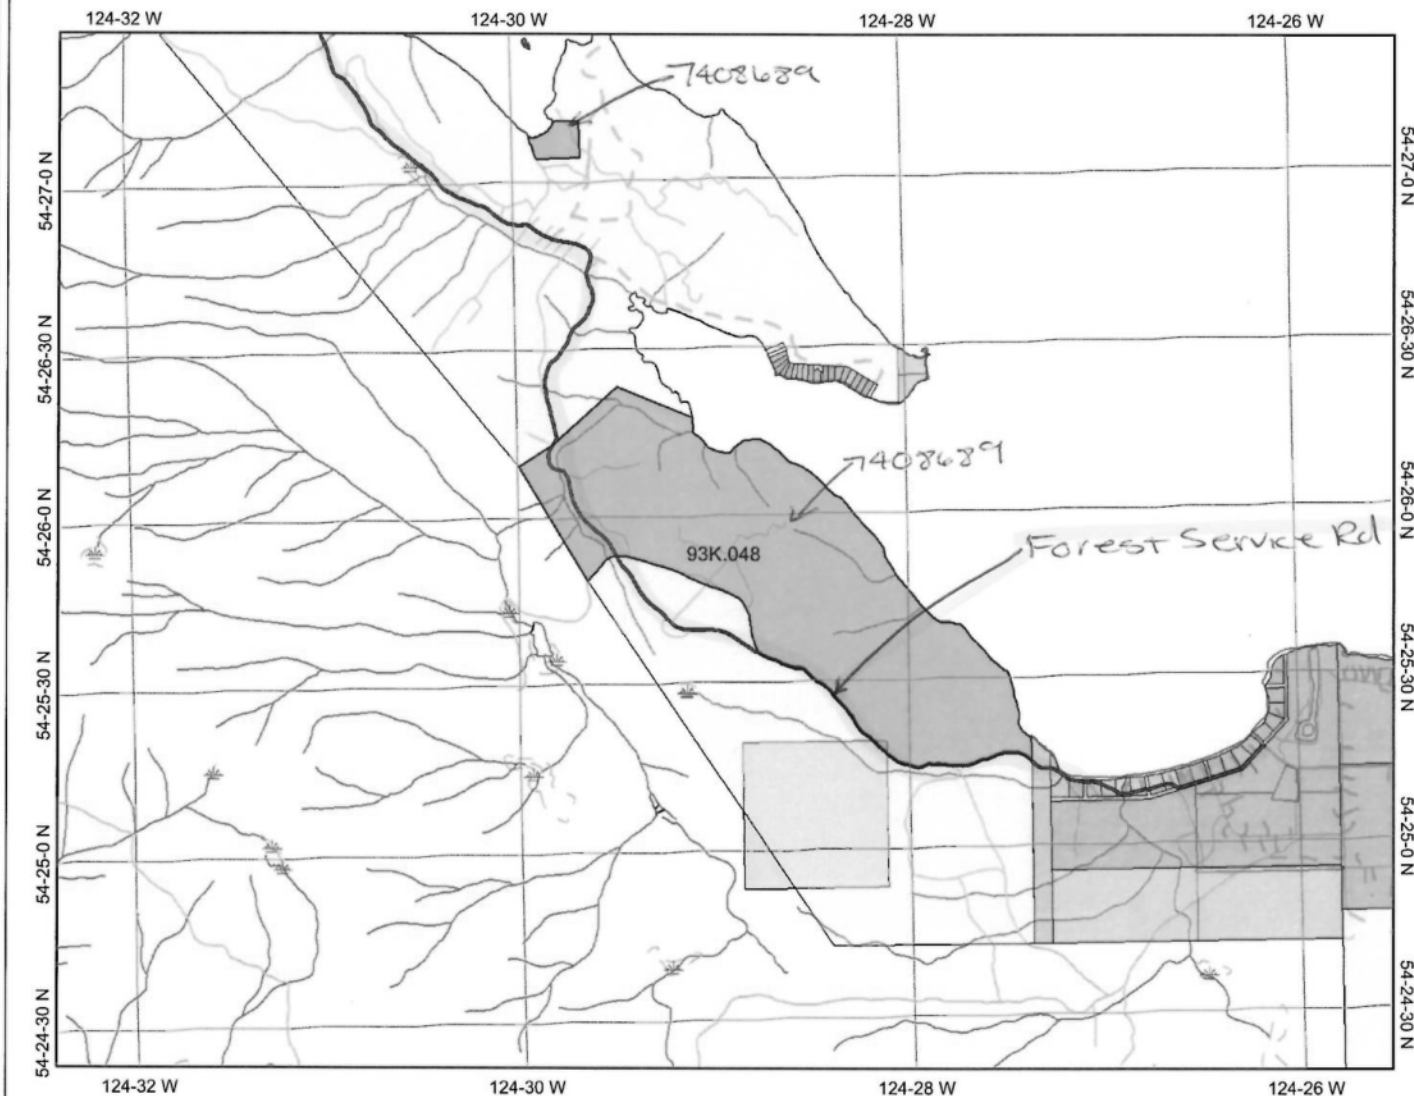 124-32 W 124-30 W 124-28 W 124-26 W
7408689
54-27-0 N 54-27-0 N
54-26-30 N 54-26-30 N
7408689
54-26-0 N 54-26-0 N
Forest Service Rd
93K.048
54-25-30 N 54-25-30 N
54-25-0 N 54-25-0 N
54-24-30 N 54-24-30 N
124-32 W 124-30 W 124-28 W 124-26 W